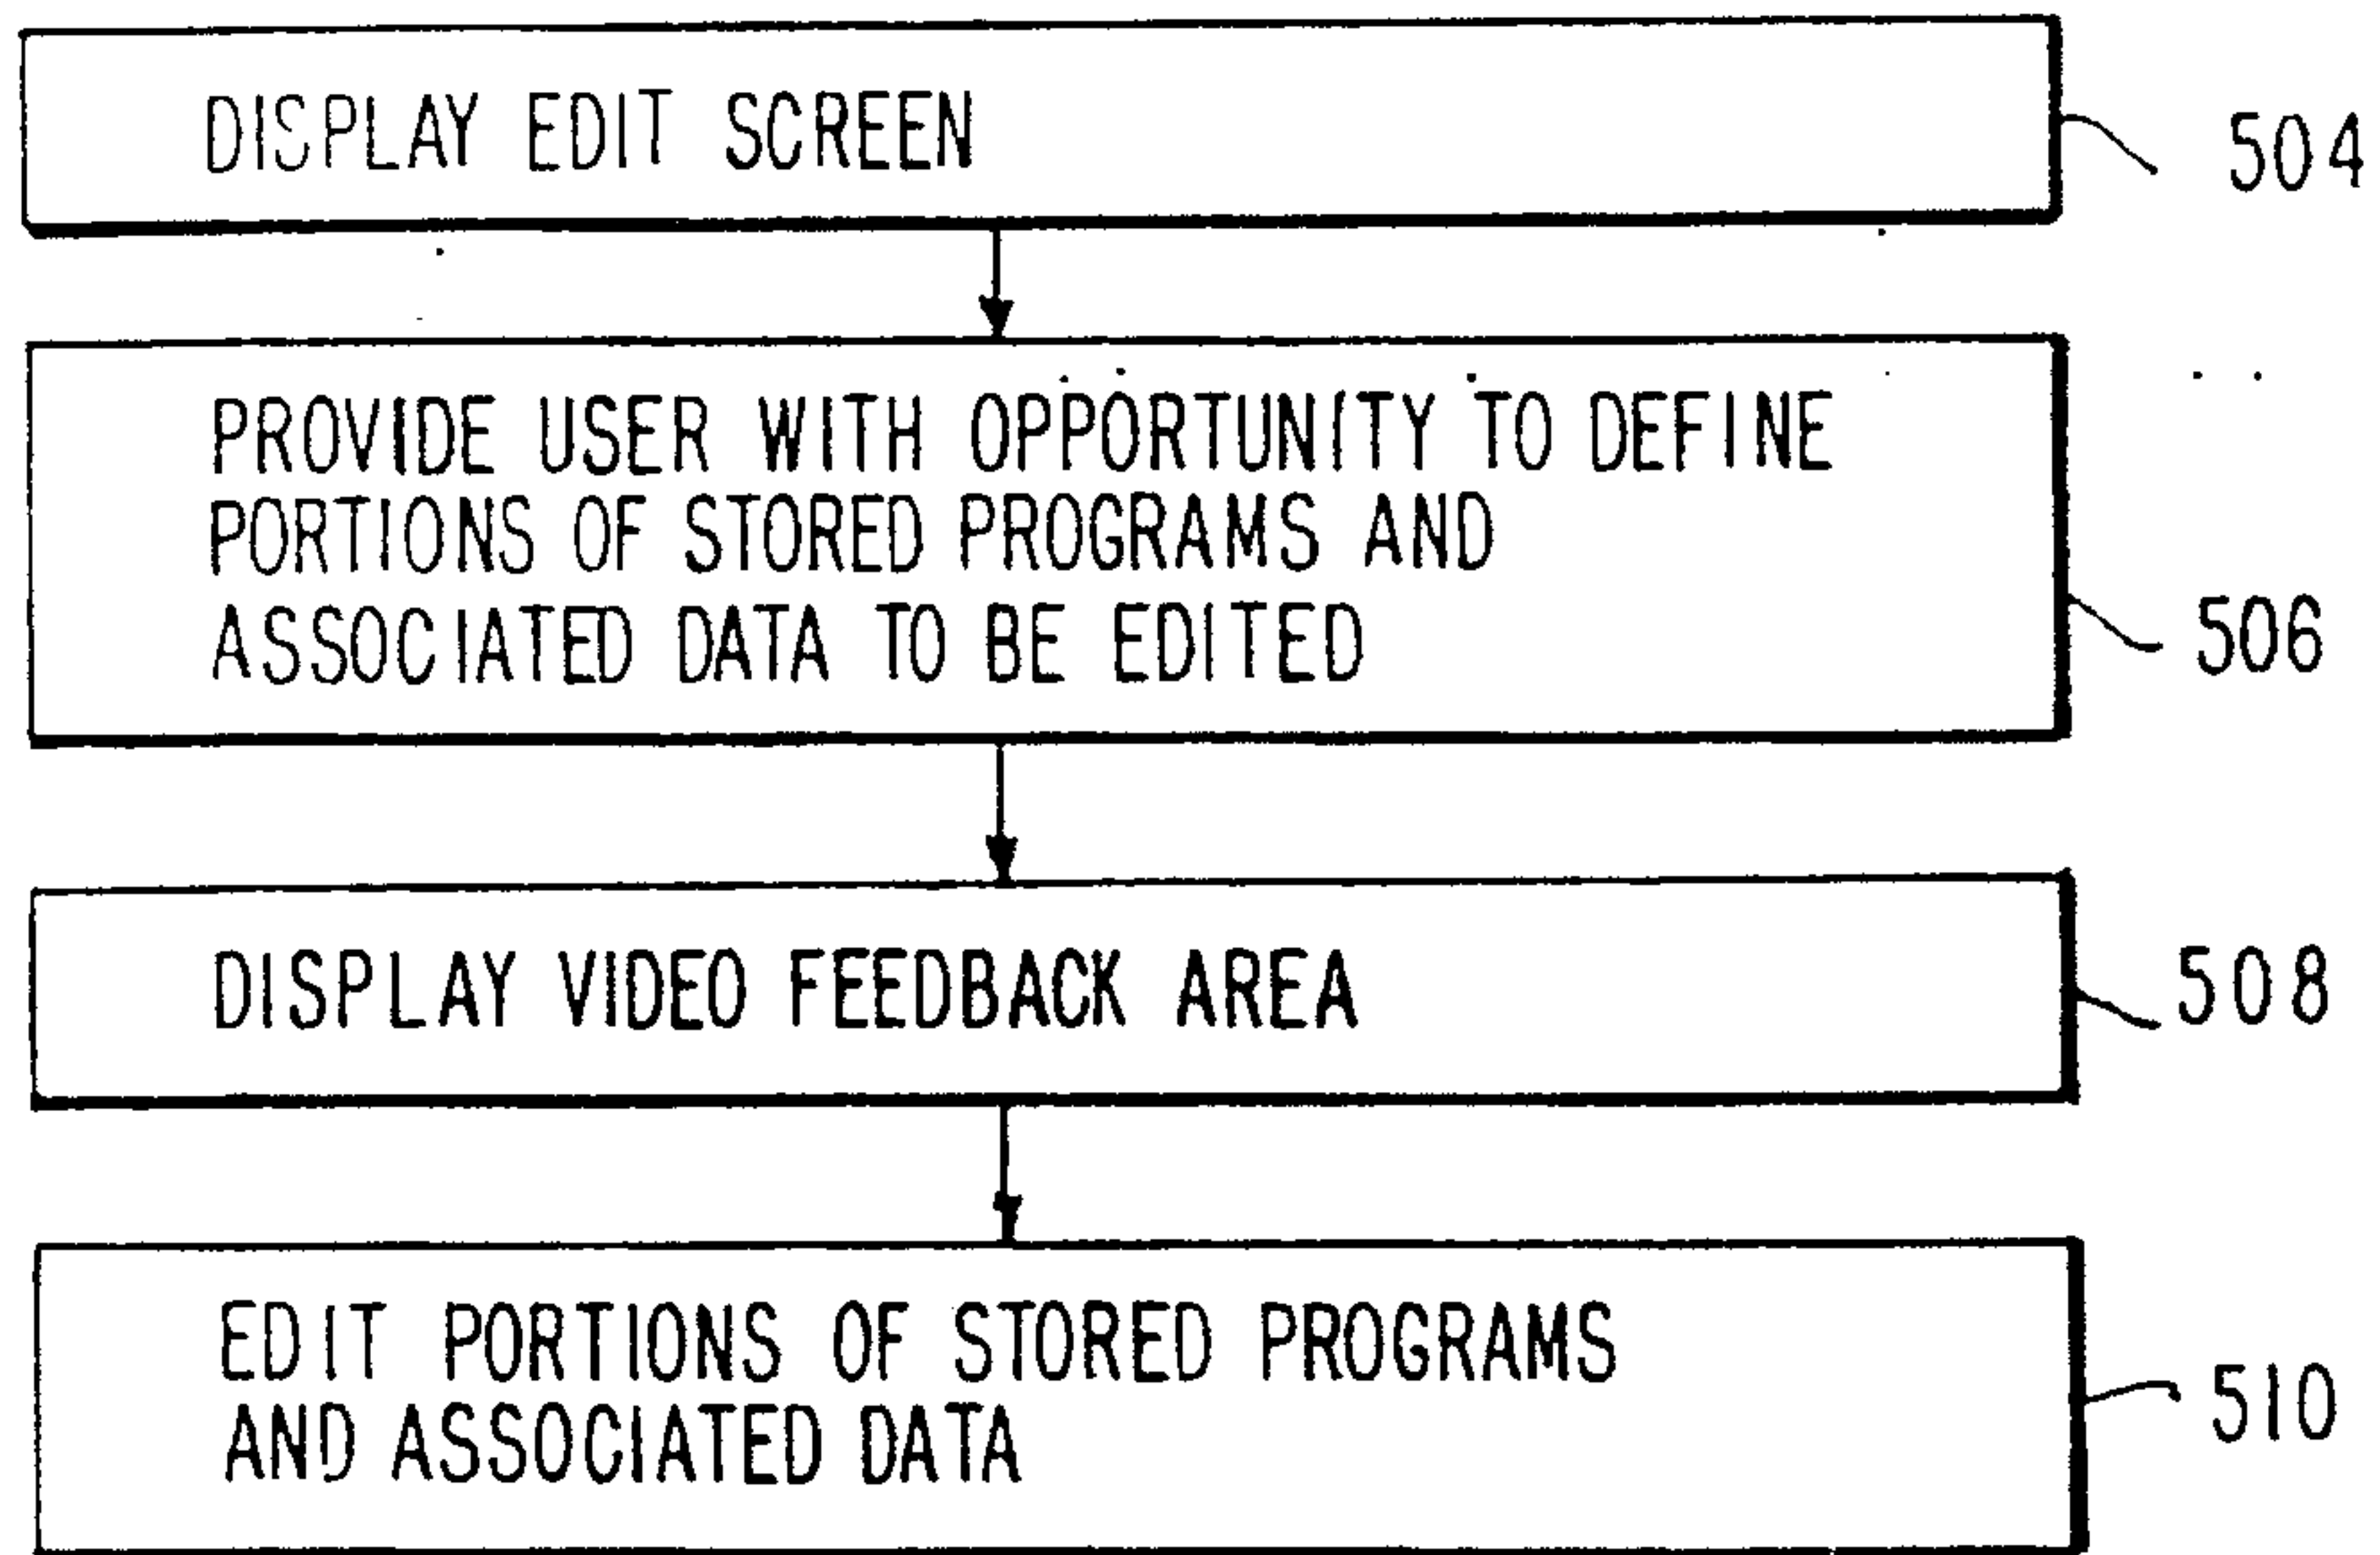 DISPLAY EDIT SCREEN
504
PROVIDE USER WITH OPPORTUNITY TO DEFINE
PORTIONS OF STORED PROGRAMS AND
ASSOCIATED DATA TO BE EDITED
506
DISPLAY VIDEO FEEDBACK AREA
508
EDIT PORTIONS OF STORED PROGRAMS
AND ASSOCIATED DATA
510